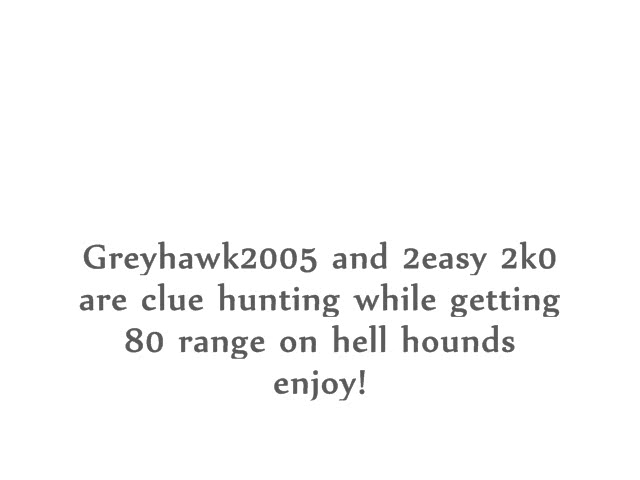 Greyhawk2005 and 2easy 2k0
are clue hunting while getting
80 range on hell hounds
enjoy!